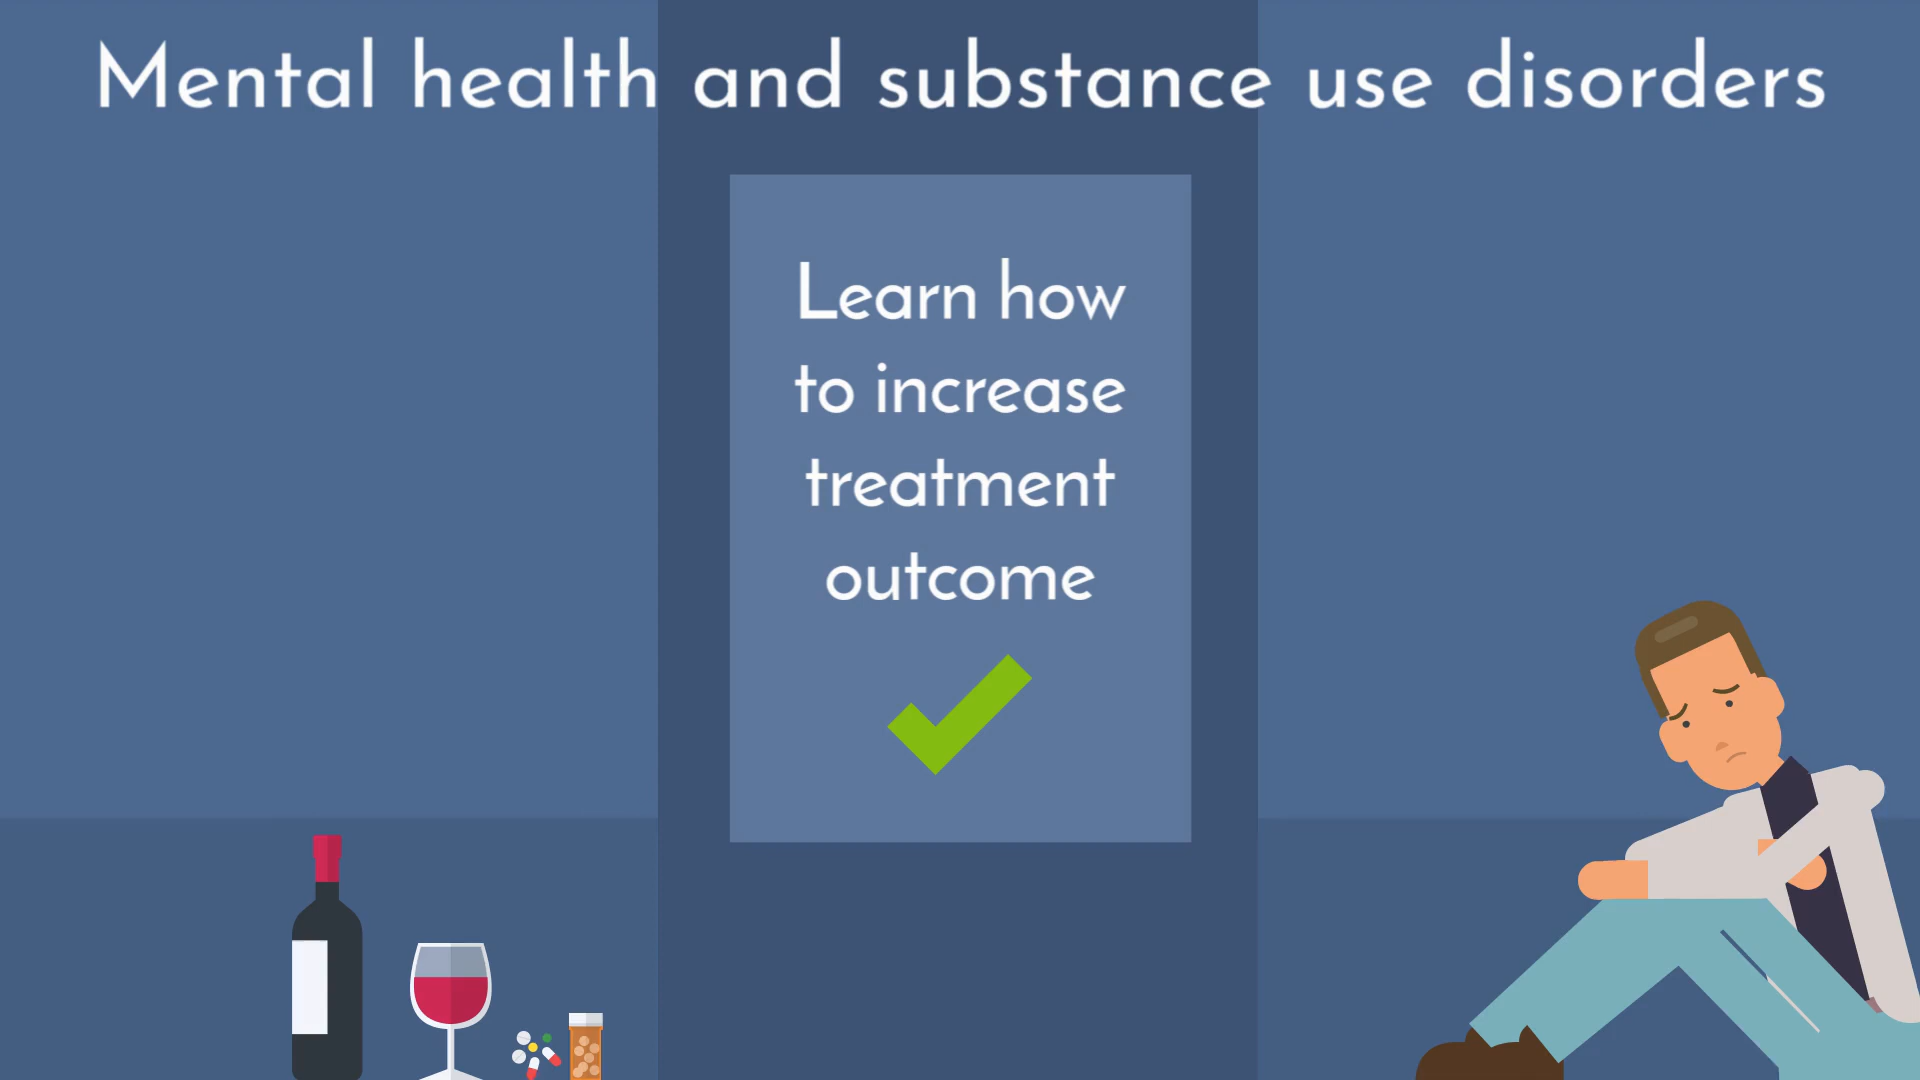 Mental health and substance use disorders
Learn how
to increase
treatment
outcome